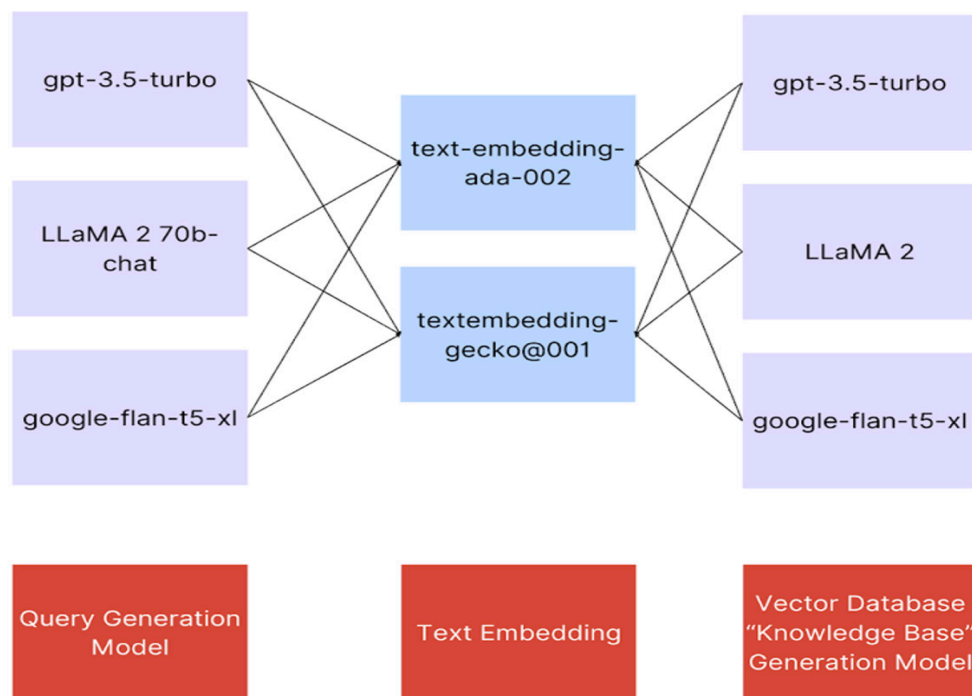 gpt-3.5-turbo
LLaMA 2 70b-
chat
google-flan-t5-xl
text-embedding-
ada-002
textembedding-
gecko@001
gpt-3.5-turbo
LLaMA 2
google-flan-t5-xl
Query Generation
Model
Text Embedding
Vector Database
“Knowledge Base”
Generation Model